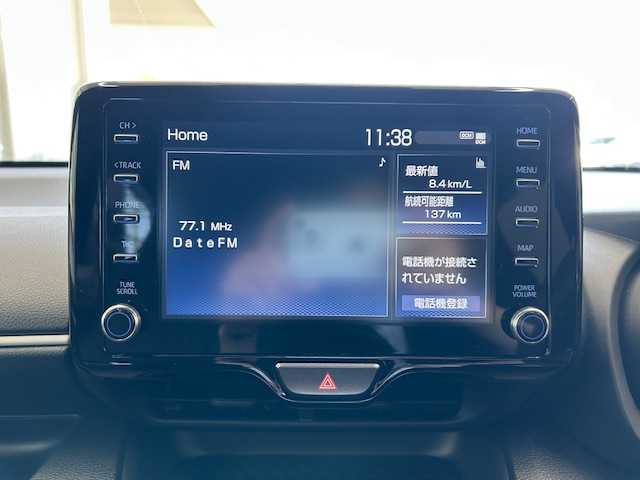 CH >
< TRACK
PHONE
T&C
TUNE
SCROLL
Home
11:38
DCM
FM
77.1 MHz
DateFM
最新値
8.4 km/L
航続可能距離
137 km
電話機が接続さ
れていません
電話機登録
HOME
MENU
AUDIO
MAP
POWER
VOLUME